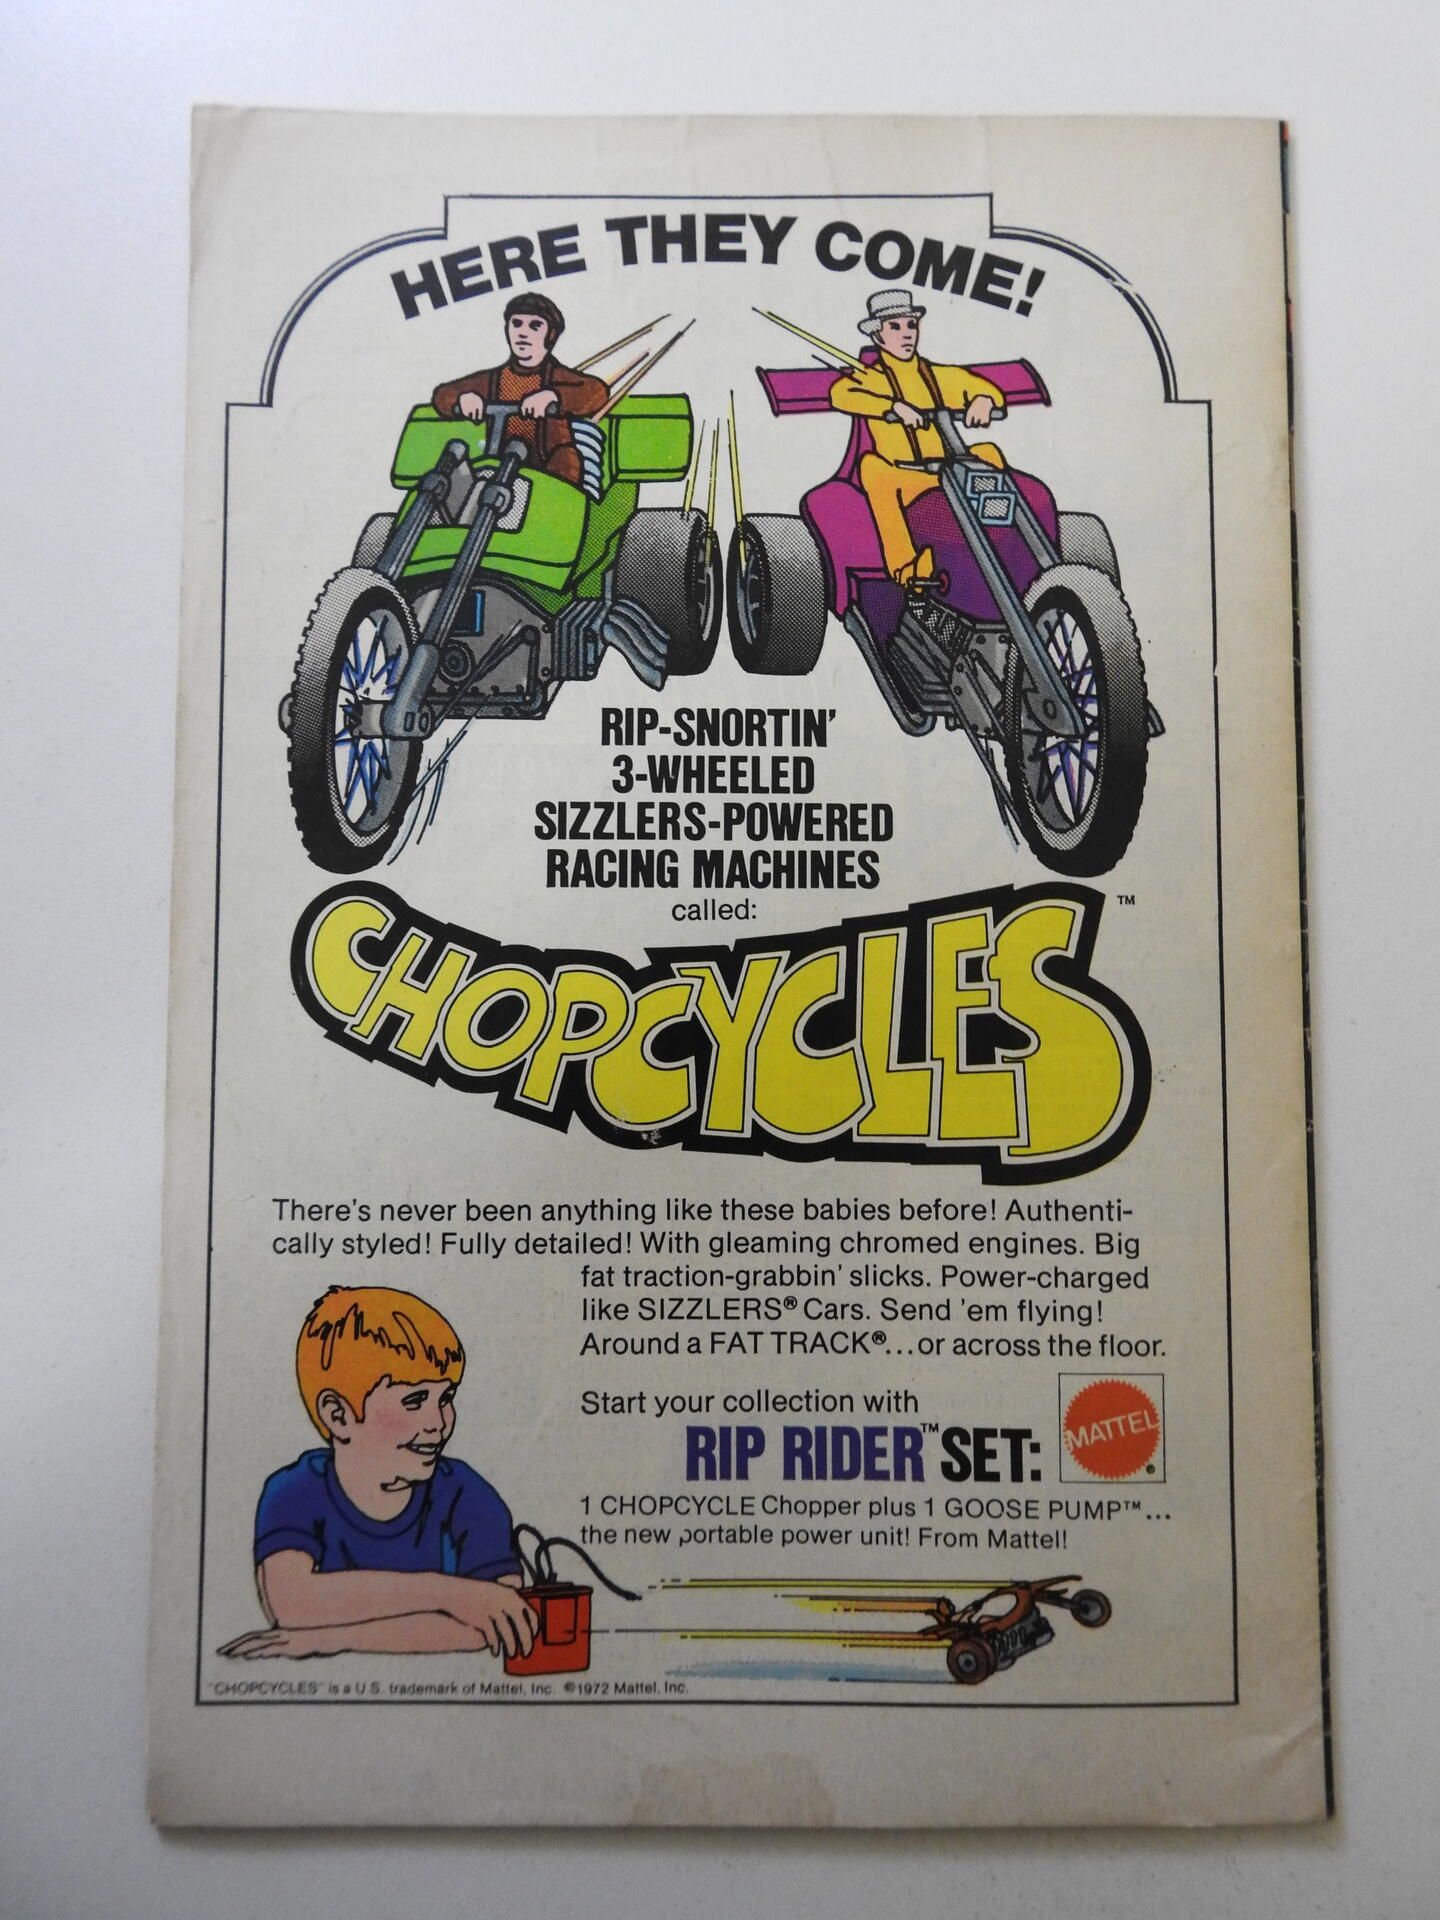 HERE THEY COME!
RIP-SNORTIN'
3-WHEELED
SIZZLERS-POWERED
RACING MACHINES
called:
CHOPCYCLES™
There's never been anything like these babies before! Authenti-
cally styled! Fully detailed! With gleaming chromed engines. Big
fat traction-grabbin' slicks. Power-charged
like SIZZLERS® Cars. Send 'em flying!
Around a FAT TRACK®...or across the floor.
Start your collection with
RIP RIDER™ SET:
MATTEL®
1 CHOPCYCLE Chopper plus 1 GOOSE PUMP™...
the new portable power unit! From Mattel!
"CHOPCYCLES" is a U.S. trademark of Mattel, Inc. ©1972 Mattel, Inc.